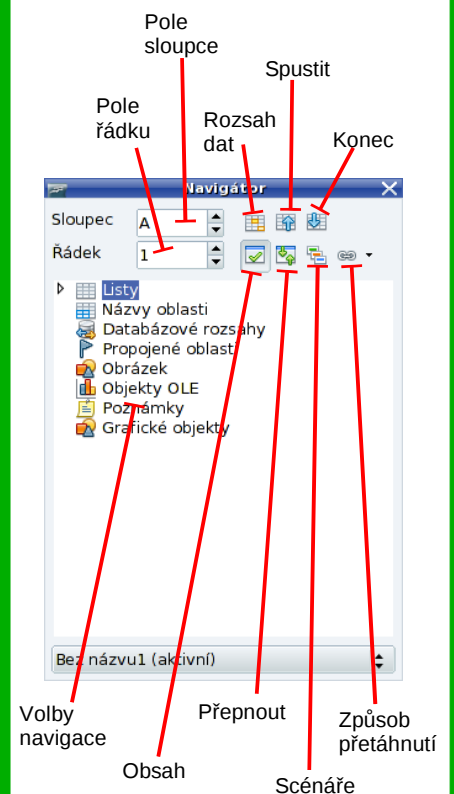 Pole
sloupce
Spustit
Pole
řádku
Rozsah
dat
Konec
Navigátor
Sloupec
A
Řádek
1
Listy
Názvy oblasti
Databázové rozsahy
Propojené oblasti
Obrázek
Objekty OLE
Poznámky
Grafické objekty
Bez názvu1 (aktivní)
Volby
navigace
Přepnout
Způsob
přetáhnutí
Obsah
Scénáře